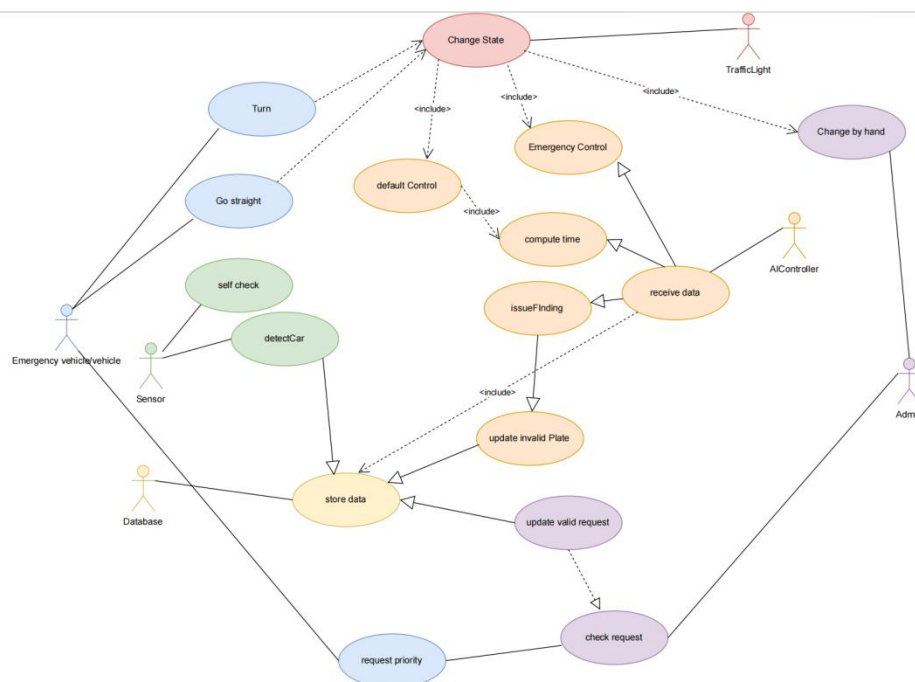 Change State
TrafficLight
<include>
<include>
<include>
Turn
Change by hand
Emergency Control
default Control
Go straight
<include>
compute time
AIController
self check
receive data
issueFInding
detectCar
Emergency vehicle/vehicle
Sensor
<include>
Adm
update invalid Plate
store data
Database
update valid request
check request
request priority